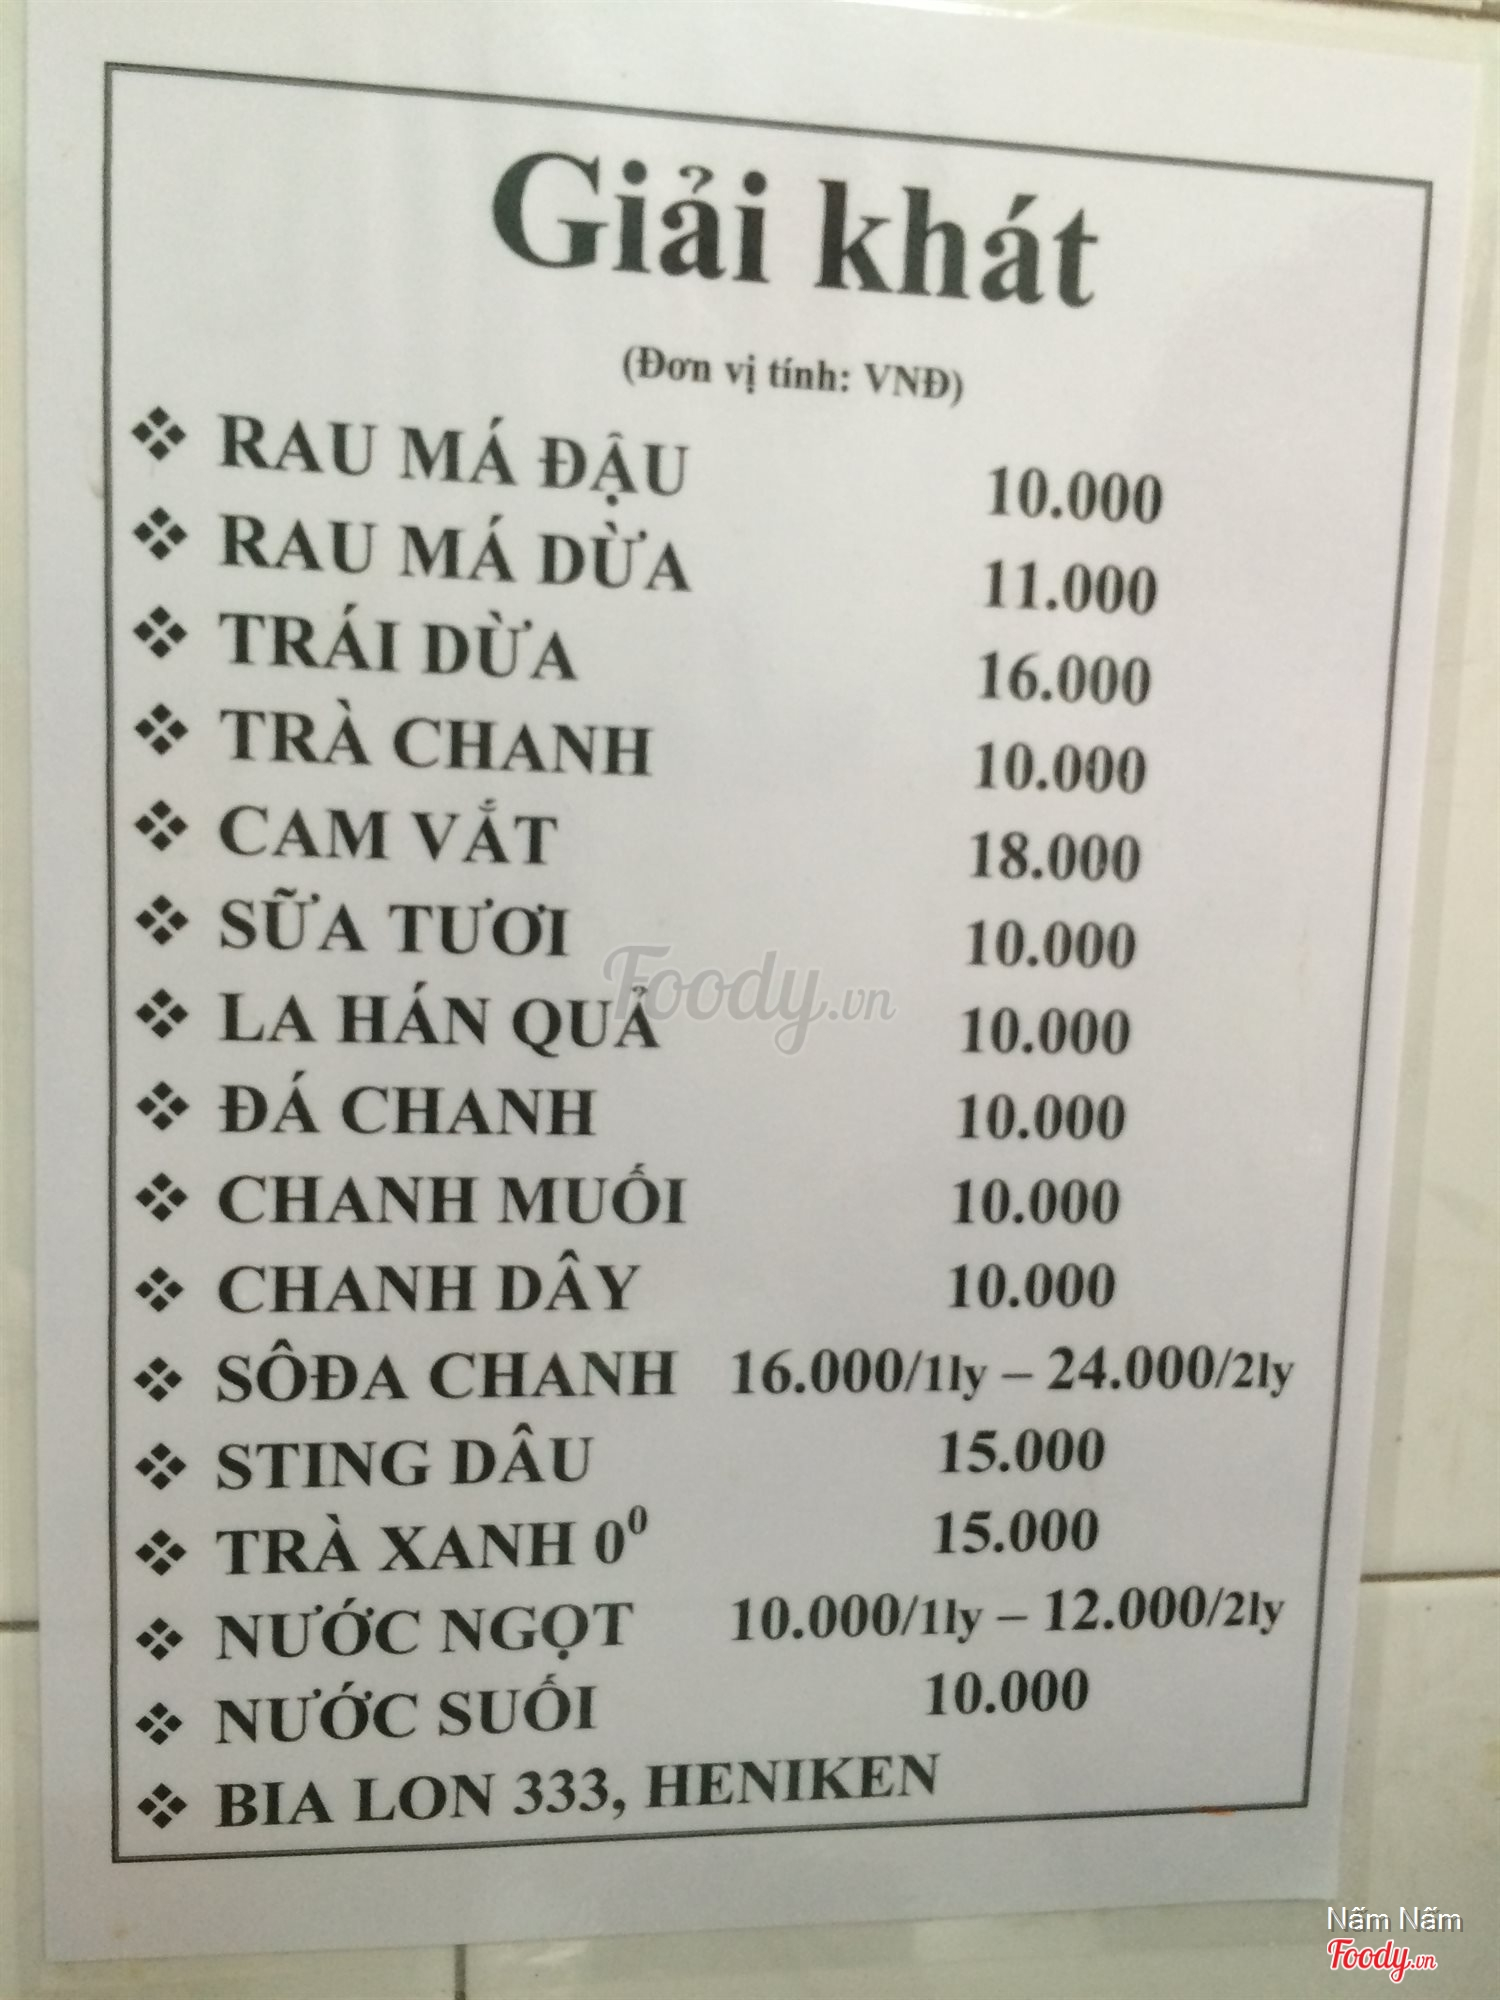 Giải khát
(Đơn vị tính: VNĐ)
❖ RAU MÁ ĐẬU 10.000
❖ RAU MÁ DỪA 11.000
❖ TRÁI DỪA 16.000
❖ TRÀ CHANH 10.000
❖ CAM VẮT 18.000
❖ SỮA TƯƠI 10.000
❖ LA HÁN QUẢ 10.000
❖ ĐÁ CHANH 10.000
❖ CHANH MUỐI 10.000
❖ CHANH DÂY 10.000
❖ SÔĐA CHANH 16.000/1ly – 24.000/2ly
❖ STING DÂU 15.000
❖ TRÀ XANH 0⁰ 15.000
❖ NƯỚC NGỌT 10.000/1ly – 12.000/2ly
❖ NƯỚC SUỐI 10.000
❖ BIA LON 333, HENIKEN
Foody.vn
Nấm Nấm
Foody.vn